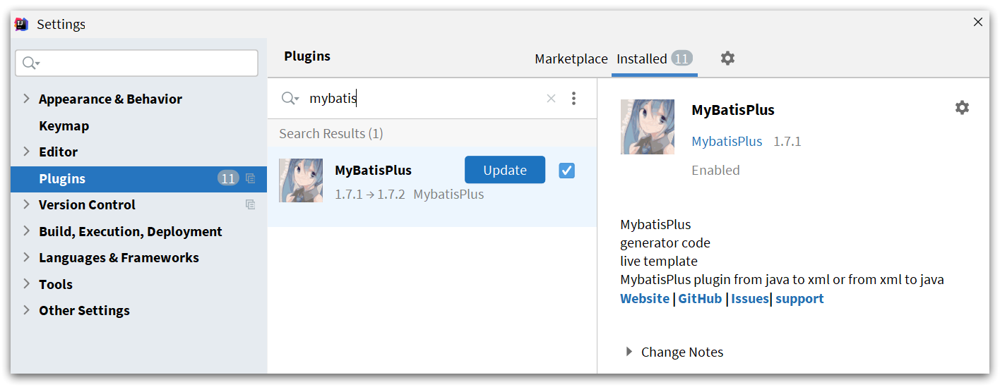 Settings
Plugins
Marketplace Installed 11
Appearance & Behavior
Keymap
Editor
Plugins 11
Version Control
Build, Execution, Deployment
Languages & Frameworks
Tools
Other Settings
mybatis
Search Results (1)
MyBatisPlus Update
1.7.1 → 1.7.2 MybatisPlus
MyBatisPlus
MybatisPlus 1.7.1
Enabled
MybatisPlus
generator code
live template
MybatisPlus plugin from java to xml or from xml to java
Website | GitHub | Issues| support
Change Notes